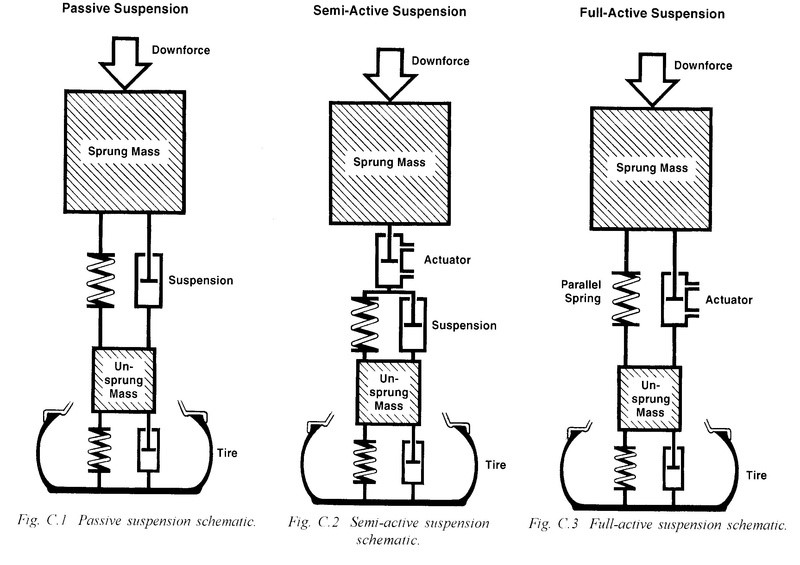 Passive Suspension
Downforce
Sprung Mass
Suspension
Un-
sprung
Mass
Tire
Fig. C.1 Passive suspension schematic.
Semi-Active Suspension
Downforce
Sprung Mass
Actuator
Suspension
Un-
sprung
Mass
Tire
Fig. C.2 Semi-active suspension
schematic.
Full-Active Suspension
Downforce
Sprung Mass
Parallel
Spring
Actuator
Un-
sprung
Mass
Tire
Fig. C.3 Full-active suspension schematic.